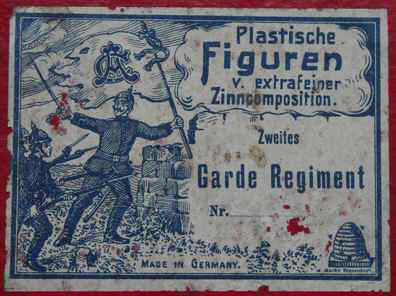 Plastische
Figuren
v. extrafeiner
Zinncomposition.
Zweites
Garde Regiment
Nr.
MADE IN GERMANY.